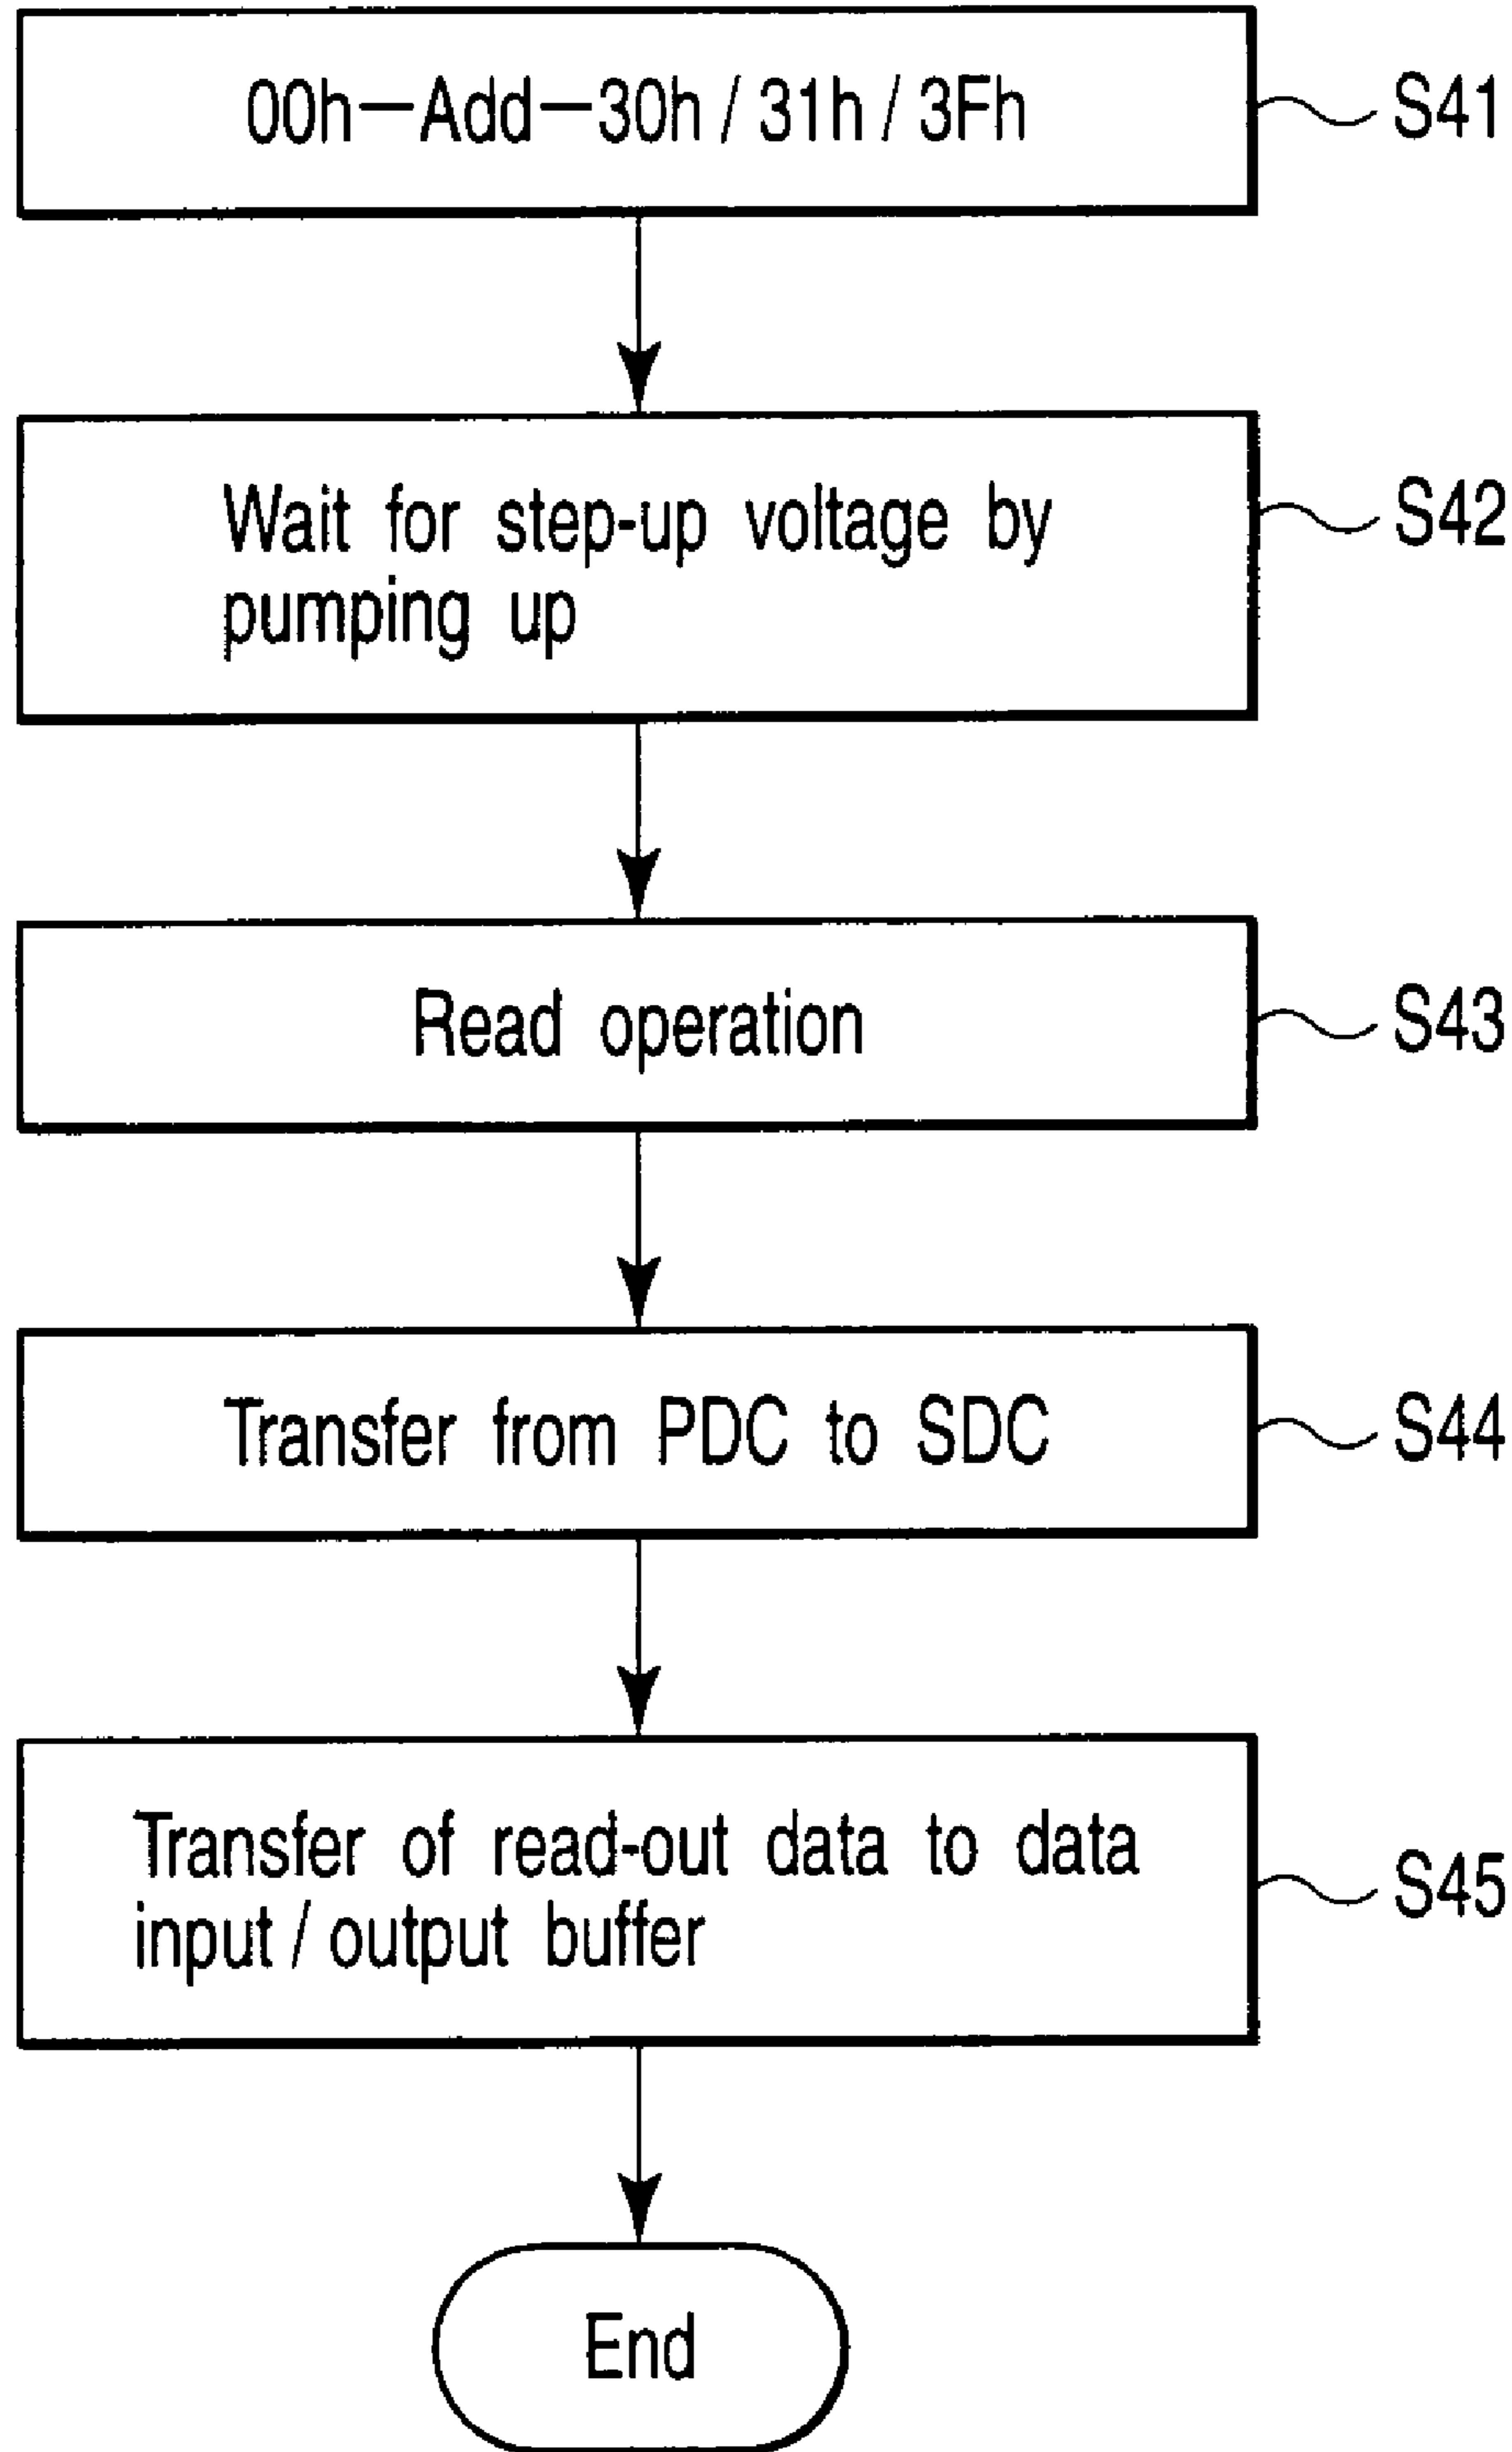 00h—Add—30h / 31h / 3Fh
S41
Wait for step-up voltage by
pumping up
S42
Read operation
S43
Transfer from PDC to SDC
S44
Transfer of read-out data to data
input / output buffer
S45
End